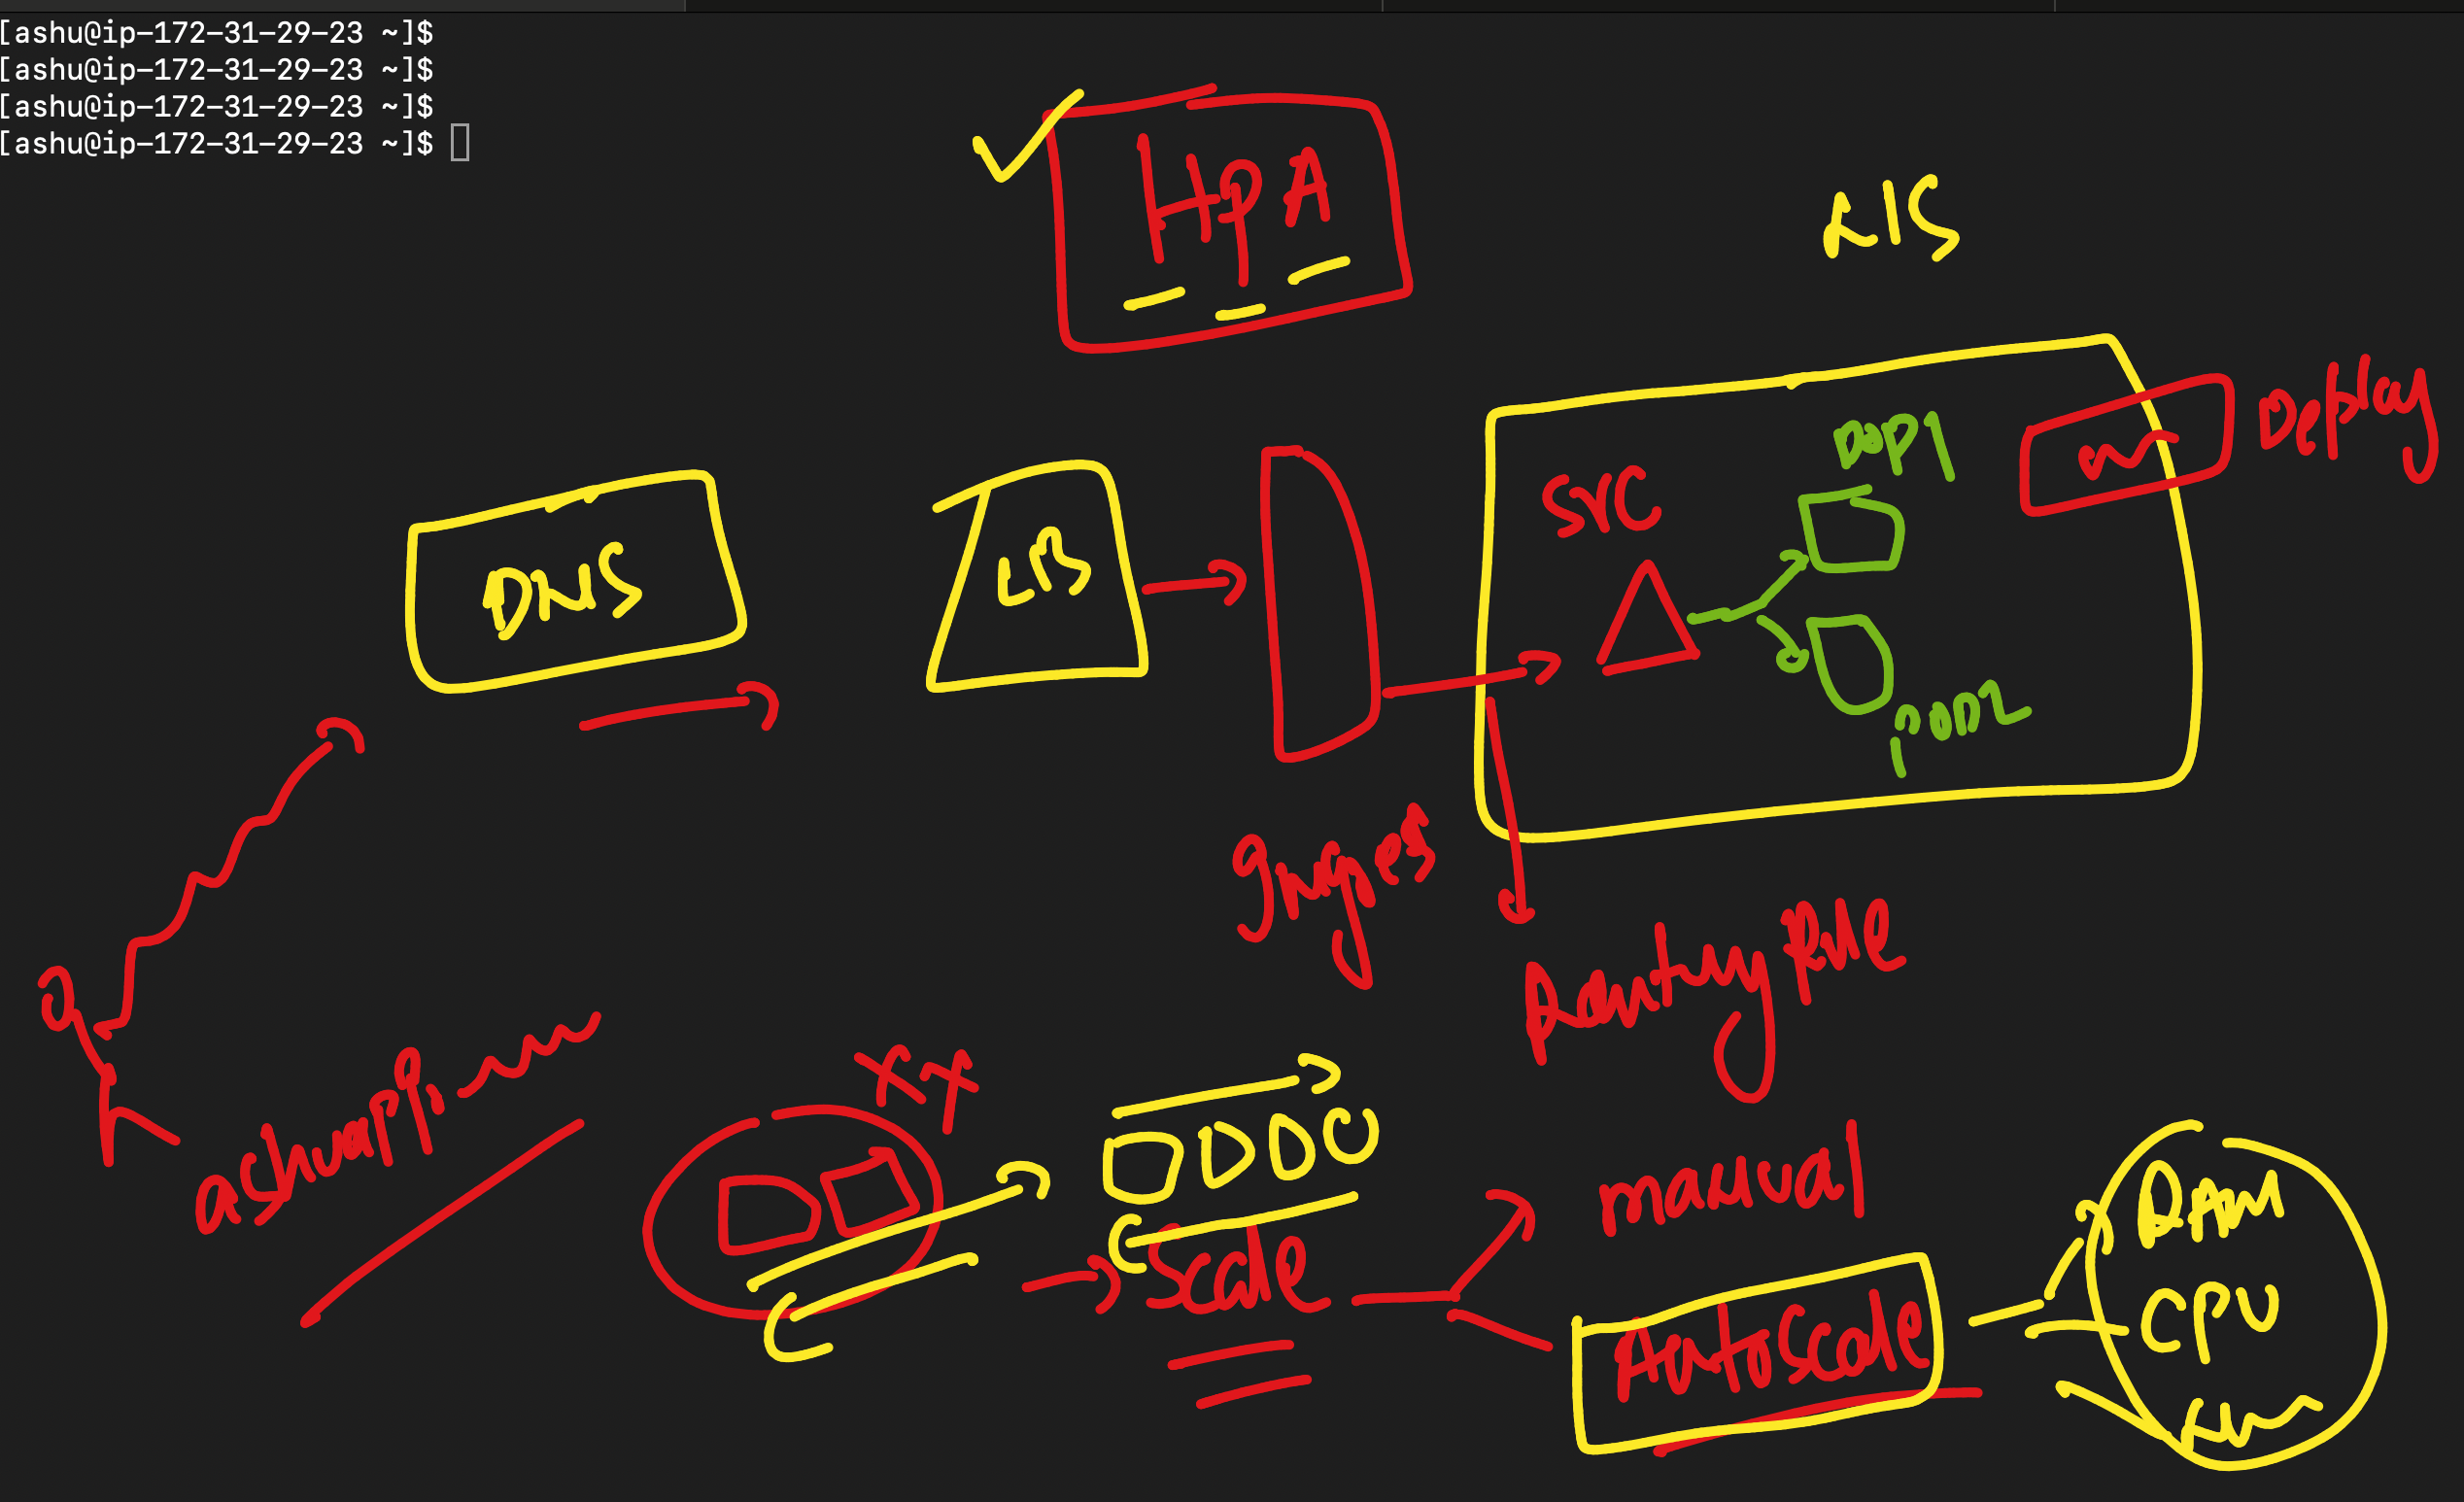 [ashu@ip-172-31-29-23 ~]$
[ashu@ip-172-31-29-23 ~]$
[ashu@ip-172-31-29-23 ~]$
[ashu@ip-172-31-29-23 ~]$
HPA
k8s
Deploy
POD1
SVC
DNS
LB
POD2
Ingress
Routing rule
manual
RAM
CPU
Scale
Autoscale